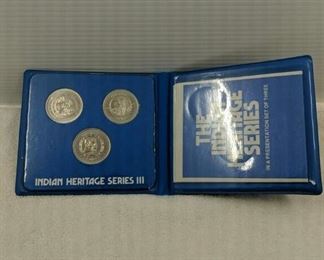 INDIAN HERITAGE SERIES III
THE
INDIAN
HERITAGE
SERIES
IN A PRESENTATION SET OF THREE